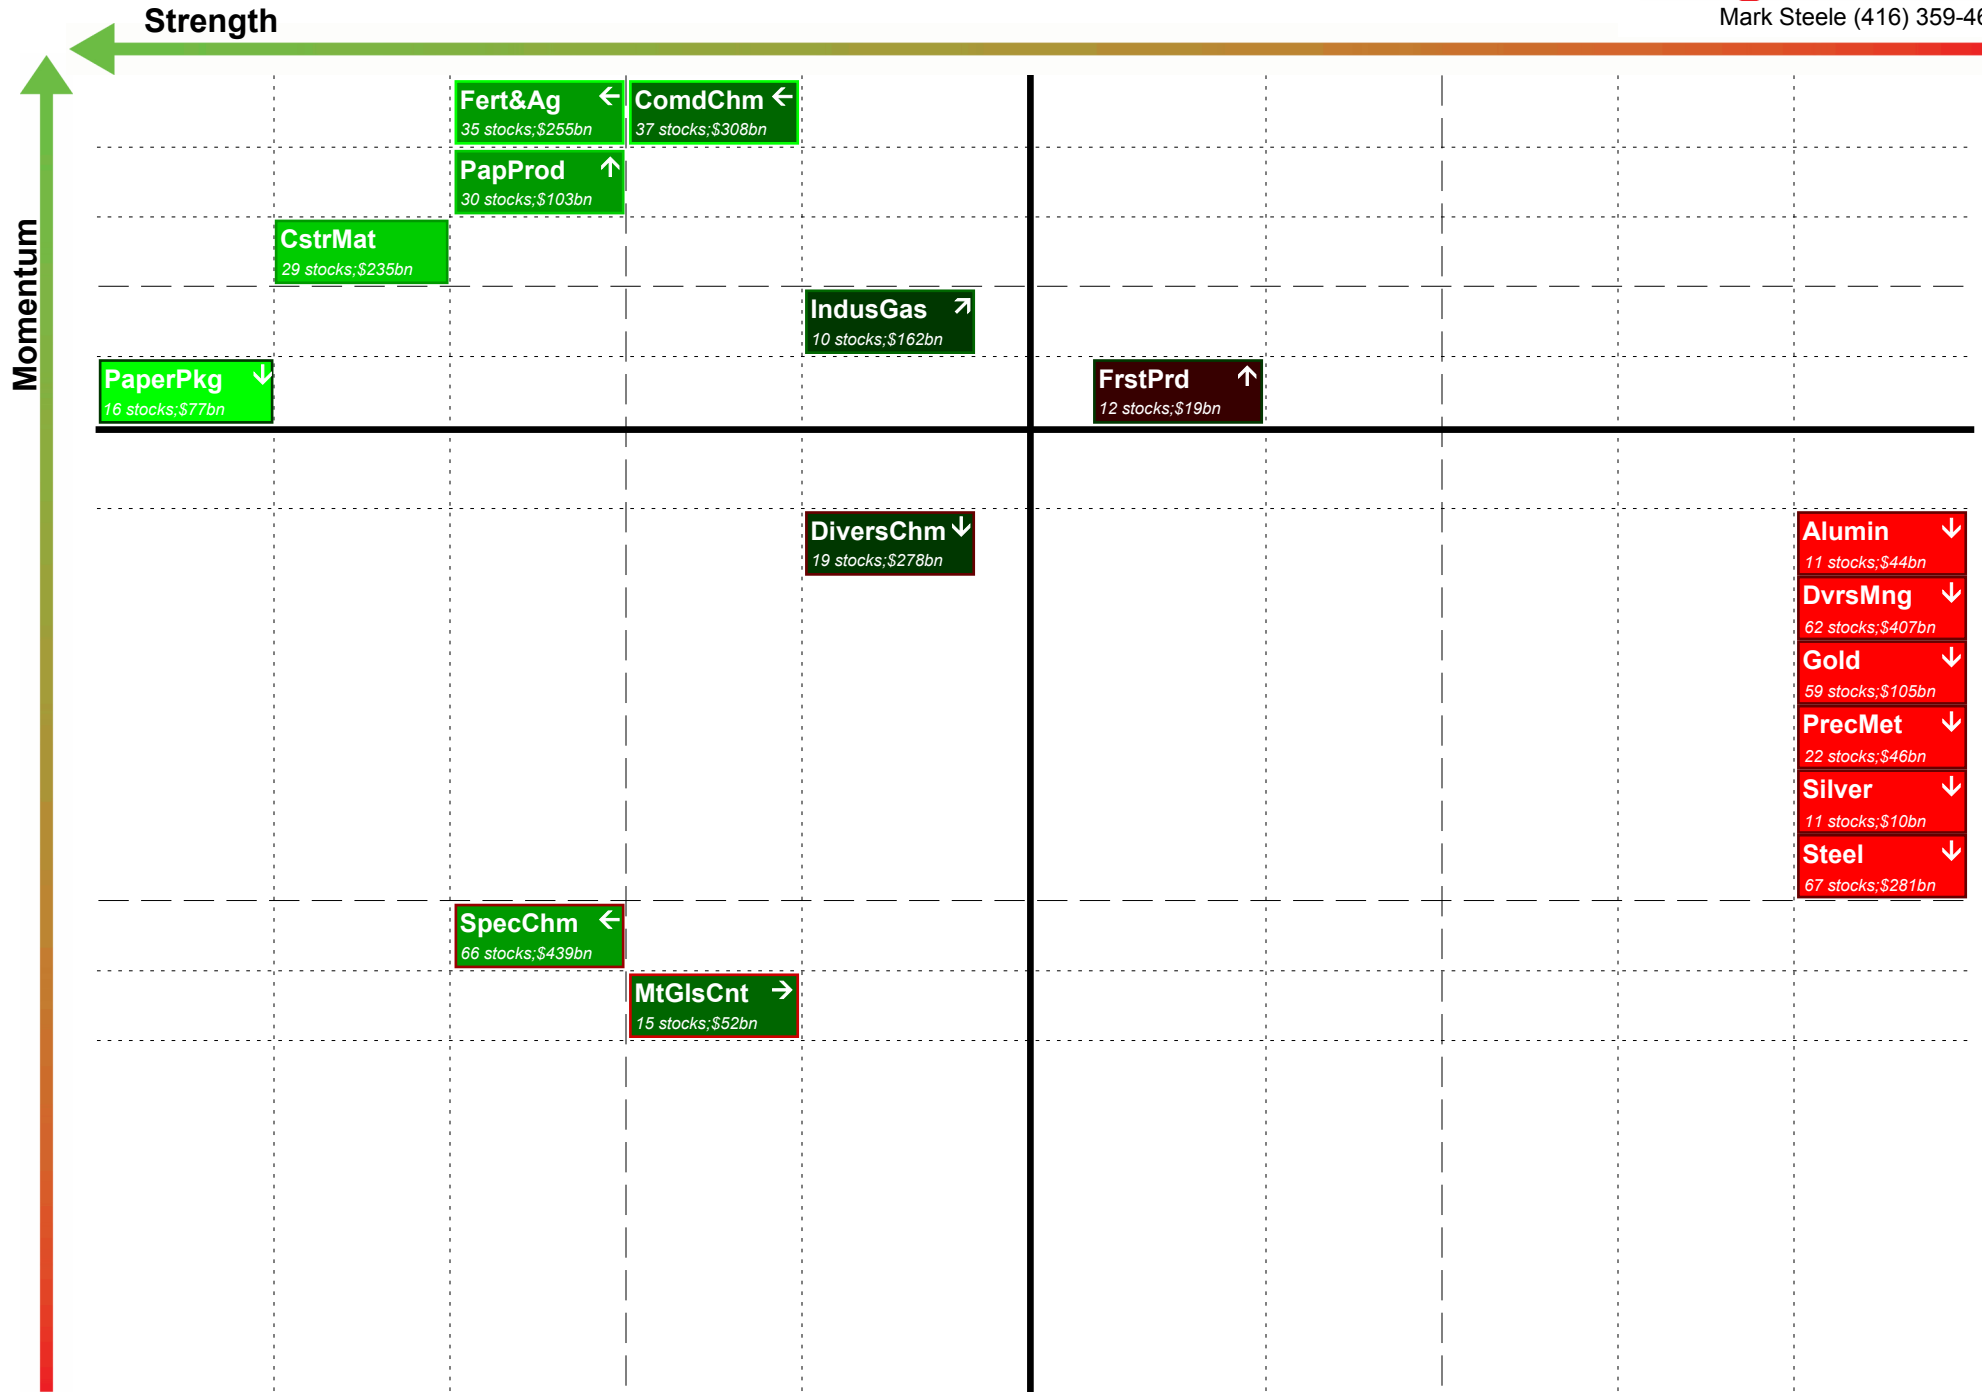 Strength
Mark Steele (416) 359-46
Momentum
Fert&Ag ←
35 stocks;$255bn
ComdChm ←
37 stocks;$308bn
PapProd ↑
30 stocks;$103bn
CstrMat
29 stocks;$235bn
IndusGas ↗
10 stocks;$162bn
PaperPkg ↓
16 stocks;$77bn
FrstPrd ↑
12 stocks;$19bn
DiversChm ↓
19 stocks;$278bn
Alumin ↓
11 stocks;$44bn
DvrsMng ↓
62 stocks;$407bn
Gold ↓
59 stocks;$105bn
PrecMet ↓
22 stocks;$46bn
Silver ↓
11 stocks;$10bn
Steel ↓
67 stocks;$281bn
SpecChm ←
66 stocks;$439bn
MtGlsCnt →
15 stocks;$52bn